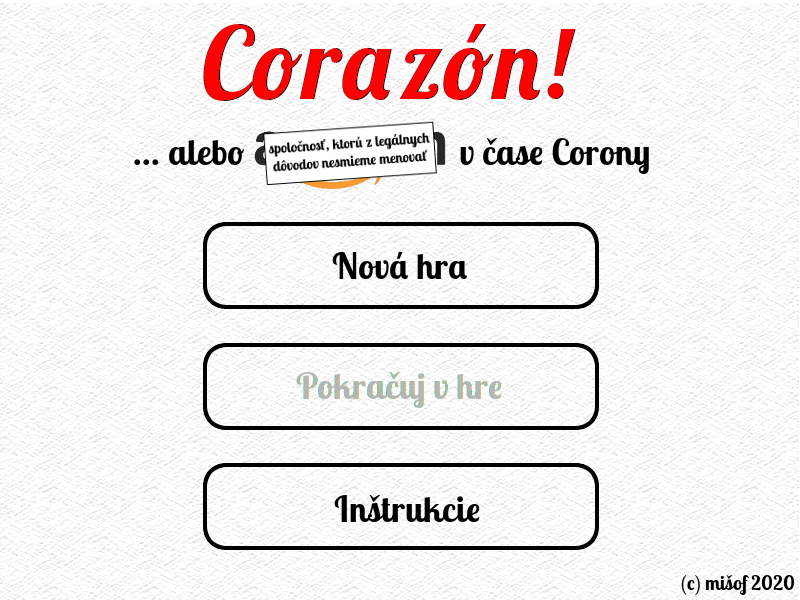 Corazón!
... alebo spoločnosť, ktorú z legálnych v čase Corony
dôvodov nesmieme menovať
Nová hra
Pokračuj v hre
Inštrukcie
(c) mišof 2020